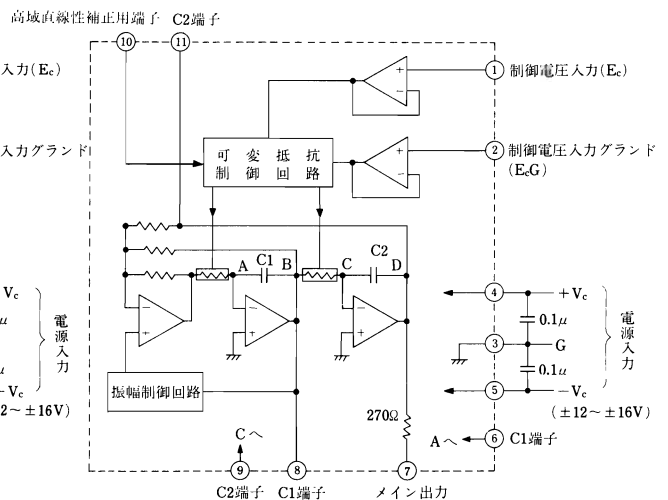 高域直線性補正用端子 C2端子
10 11
入力(Ec)
1 制御電圧入力(Ec)
+
−
入力グランド
可変抵抗
制御回路
+
−
2 制御電圧入力グランド
(EcG)
A C1 B C C2 D
Vc
4 +Vc
μ
電源入力
−
+
−
+
−
+
0.1μ
3 G
電源入力
μ
0.1μ
−Vc
5 −Vc
2〜±16V)
(±12〜±16V)
振幅制御回路
270Ω
Cへ
Aへ 6 C1端子
9 8 7
C2端子 C1端子 メイン出力